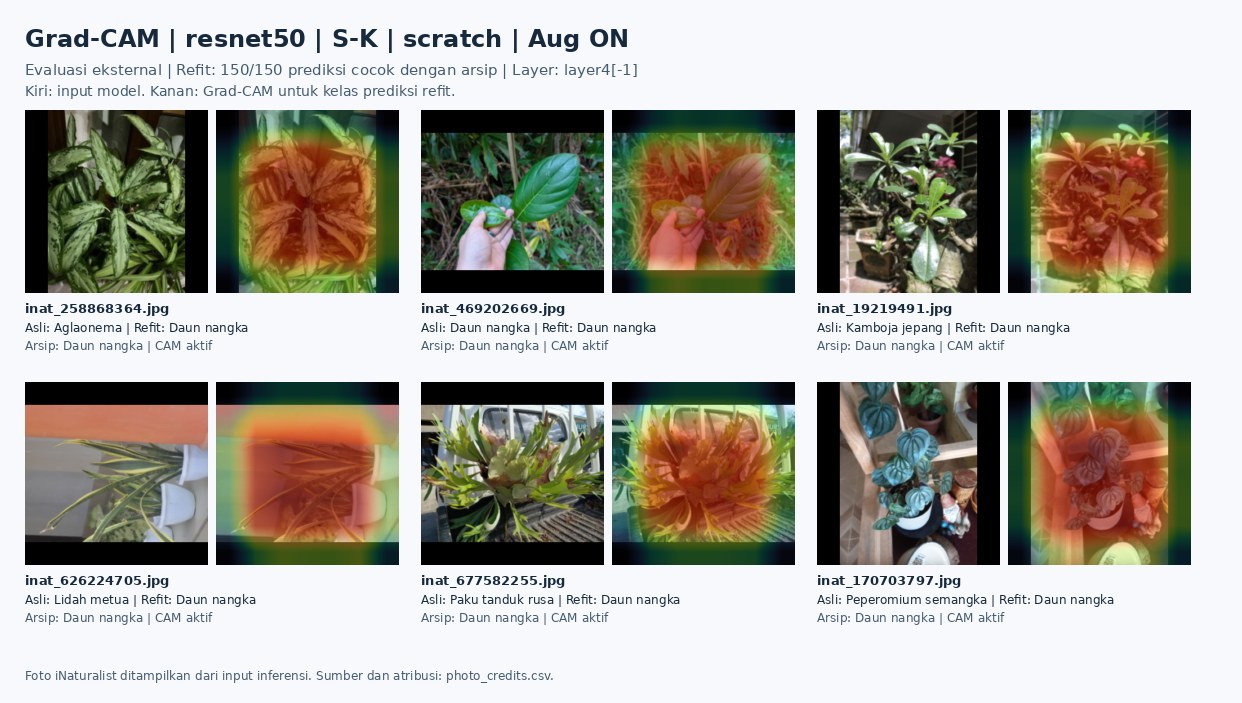 Grad-CAM | resnet50 | S-K | scratch | Aug ON
Evaluasi eksternal | Refit: 150/150 prediksi cocok dengan arsip | Layer: layer4[-1]
Kiri: input model. Kanan: Grad-CAM untuk kelas prediksi refit.
inat_258868364.jpg
Asli: Aglaonema | Refit: Daun nangka
Arsip: Daun nangka | CAM aktif
inat_469202669.jpg
Asli: Daun nangka | Refit: Daun nangka
Arsip: Daun nangka | CAM aktif
inat_19219491.jpg
Asli: Kamboja jepang | Refit: Daun nangka
Arsip: Daun nangka | CAM aktif
inat_626224705.jpg
Asli: Lidah metua | Refit: Daun nangka
Arsip: Daun nangka | CAM aktif
inat_677582255.jpg
Asli: Paku tanduk rusa | Refit: Daun nangka
Arsip: Daun nangka | CAM aktif
inat_170703797.jpg
Asli: Peperomium semangka | Refit: Daun nangka
Arsip: Daun nangka | CAM aktif
Foto iNaturalist ditampilkan dari input inferensi. Sumber dan atribusi: photo_credits.csv.